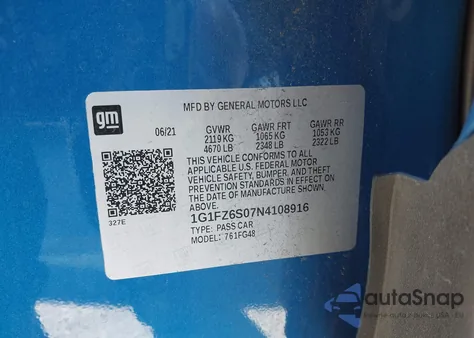 gm
MFD BY GENERAL MOTORS LLC
06/21 GVWR GAWR FRT GAWR RR
2119 KG 1065 KG 1053 KG
4670 LB 2348 LB 2322 LB
THIS VEHICLE CONFORMS TO ALL
APPLICABLE U.S. FEDERAL MOTOR
VEHICLE SAFETY, BUMPER, AND THEFT
PREVENTION STANDARDS IN EFFECT ON
THE DATE OF MANUFACTURE SHOWN
ABOVE.
327E
1G1FZ6S07N4108916
TYPE: PASS CAR
MODEL: 761FG48
autoSnap